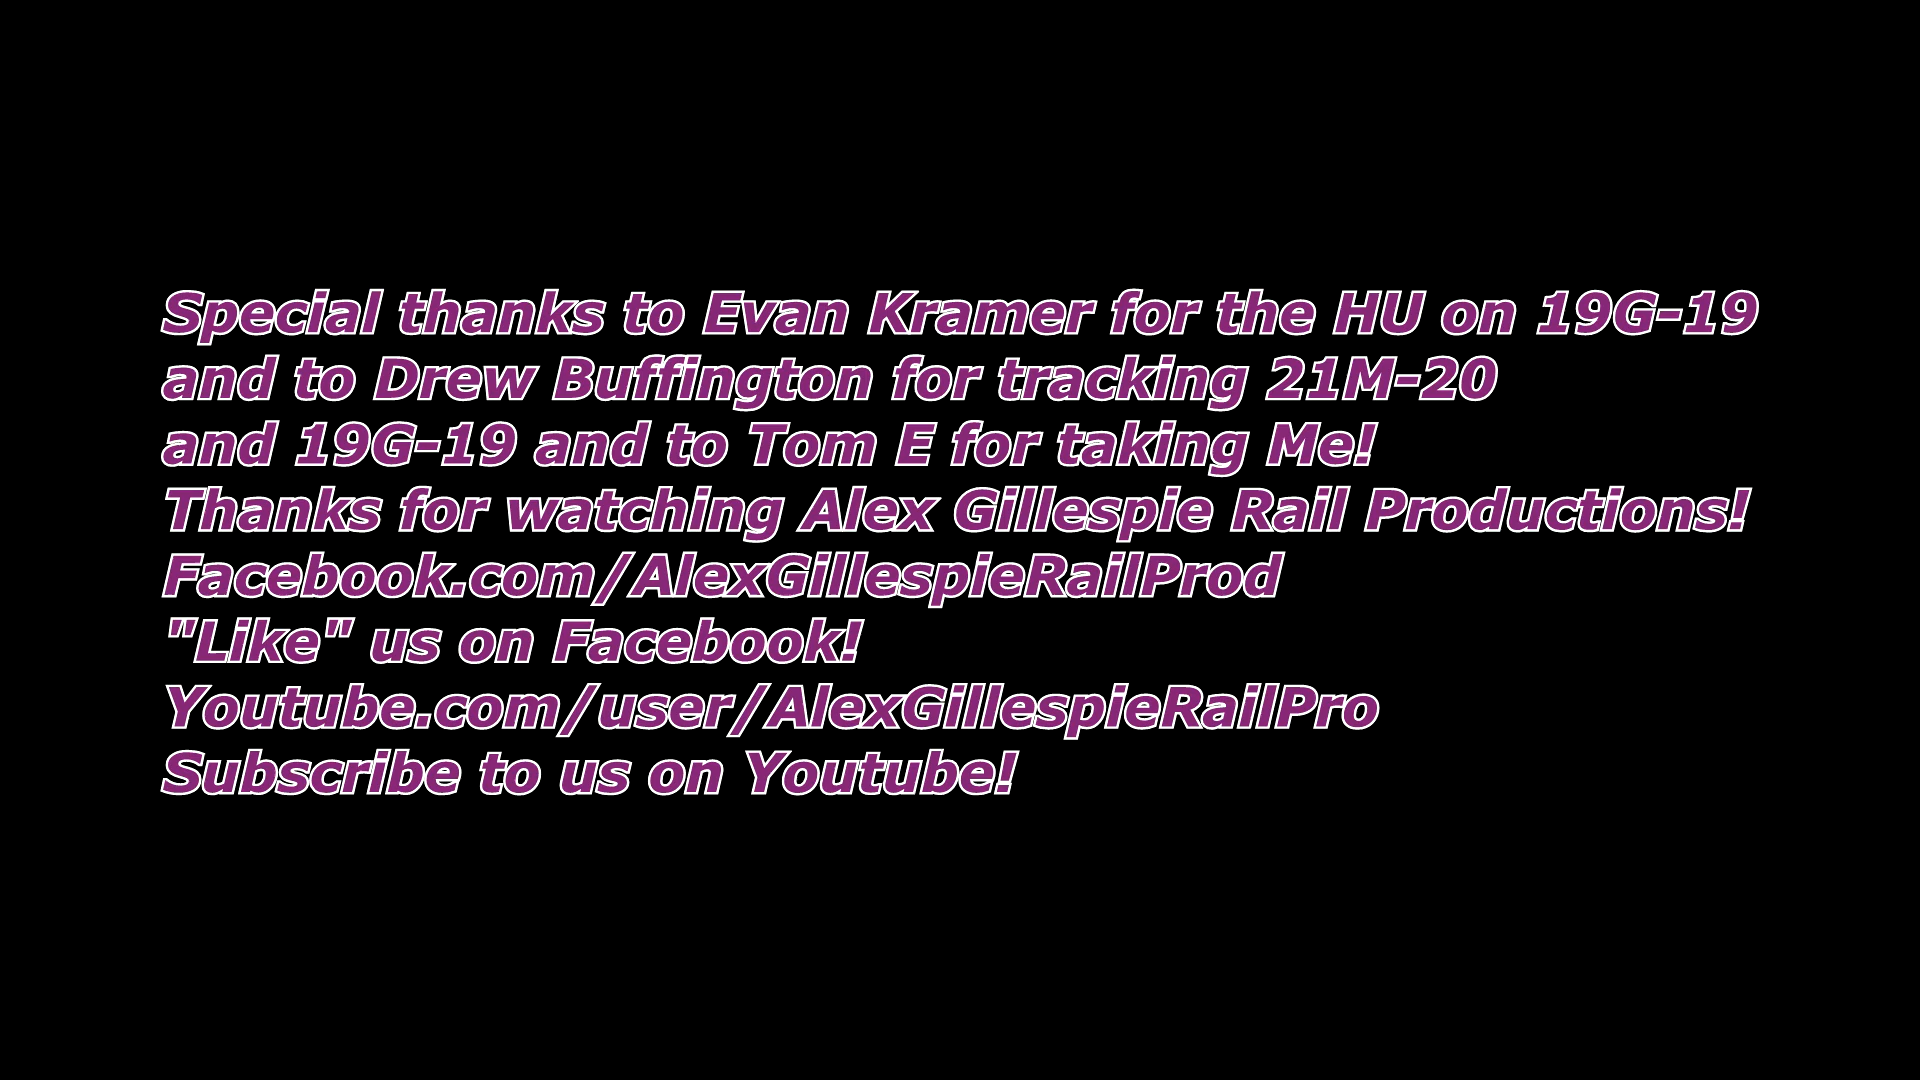 Special thanks to Evan Kramer for the HU on 19G-19
and to Drew Buffington for tracking 21M-20
and 19G-19 and to Tom E for taking Me!
Thanks for watching Alex Gillespie Rail Productions!
Facebook.com/AlexGillespieRailProd
"Like" us on Facebook!
Youtube.com/user/AlexGillespieRailPro
Subscribe to us on Youtube!